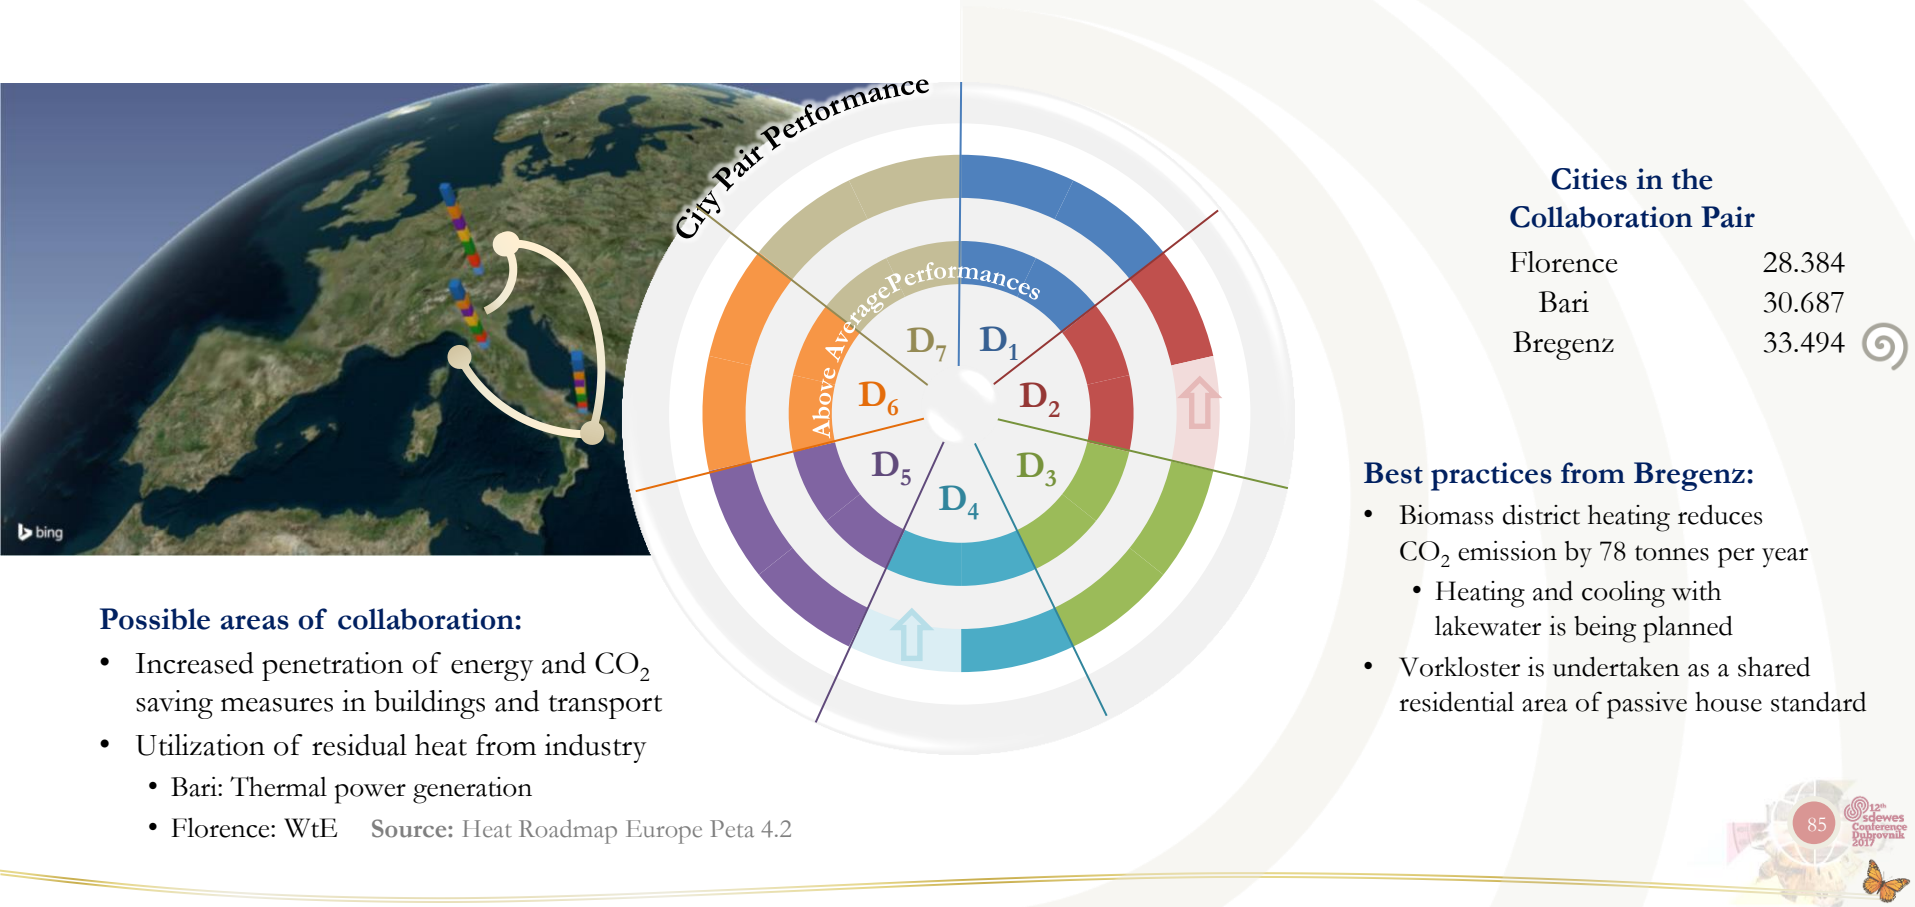 City Pair Performance
Above Average Performances
D7
D1
D6
D2
D5
D3
D4
bing
Cities in the
Collaboration Pair
Florence 28.384
Bari 30.687
Bregenz 33.494
Best practices from Bregenz:
• Biomass district heating reduces
CO2 emission by 78 tonnes per year
• Heating and cooling with
lakewater is being planned
• Vorkloster is undertaken as a shared
residential area of passive house standard
Possible areas of collaboration:
• Increased penetration of energy and CO2
saving measures in buildings and transport
• Utilization of residual heat from industry
• Bari: Thermal power generation
• Florence: WtE Source: Heat Roadmap Europe Peta 4.2
85
12th
sdewes
Conference
Dubrovnik
2017